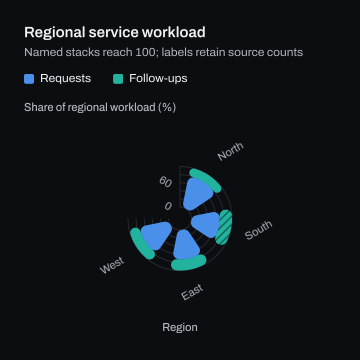 Regional service workload
Named stacks reach 100; labels retain source counts
Requests
Follow-ups
Share of regional workload (%)
North
60
0
South
West
East
Region